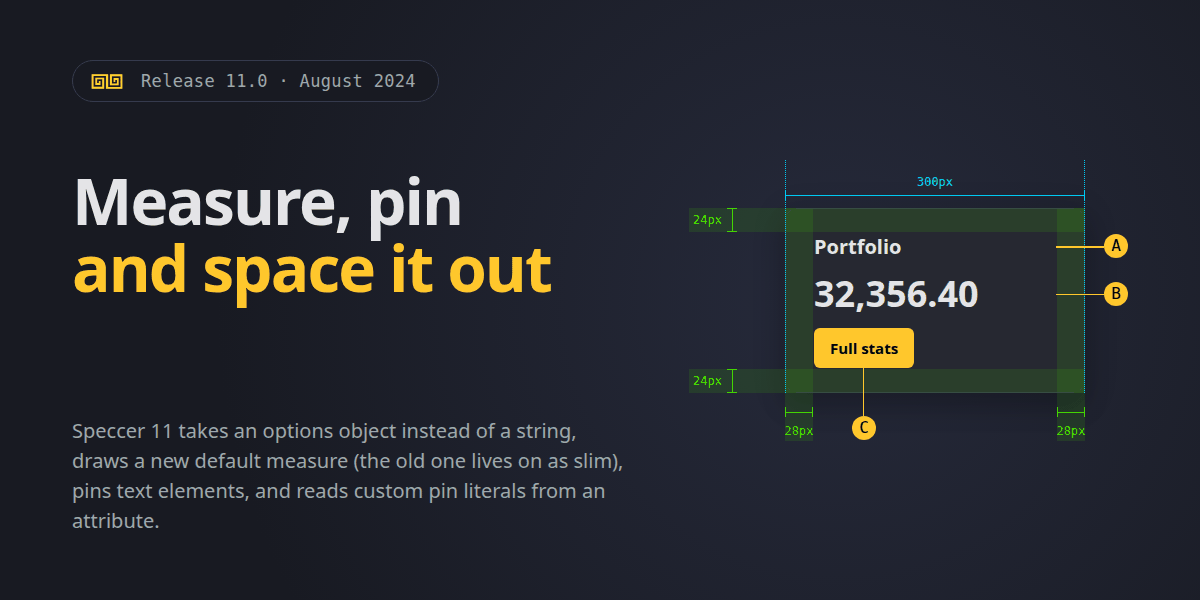 Release 11.0 · August 2024
Measure, pin
and space it out
Speccer 11 takes an options object instead of a string,
draws a new default measure (the old one lives on as slim),
pins text elements, and reads custom pin literals from an
attribute.
300px
24px
Portfolio
A
32,356.40
B
Full stats
24px
C
28px
28px